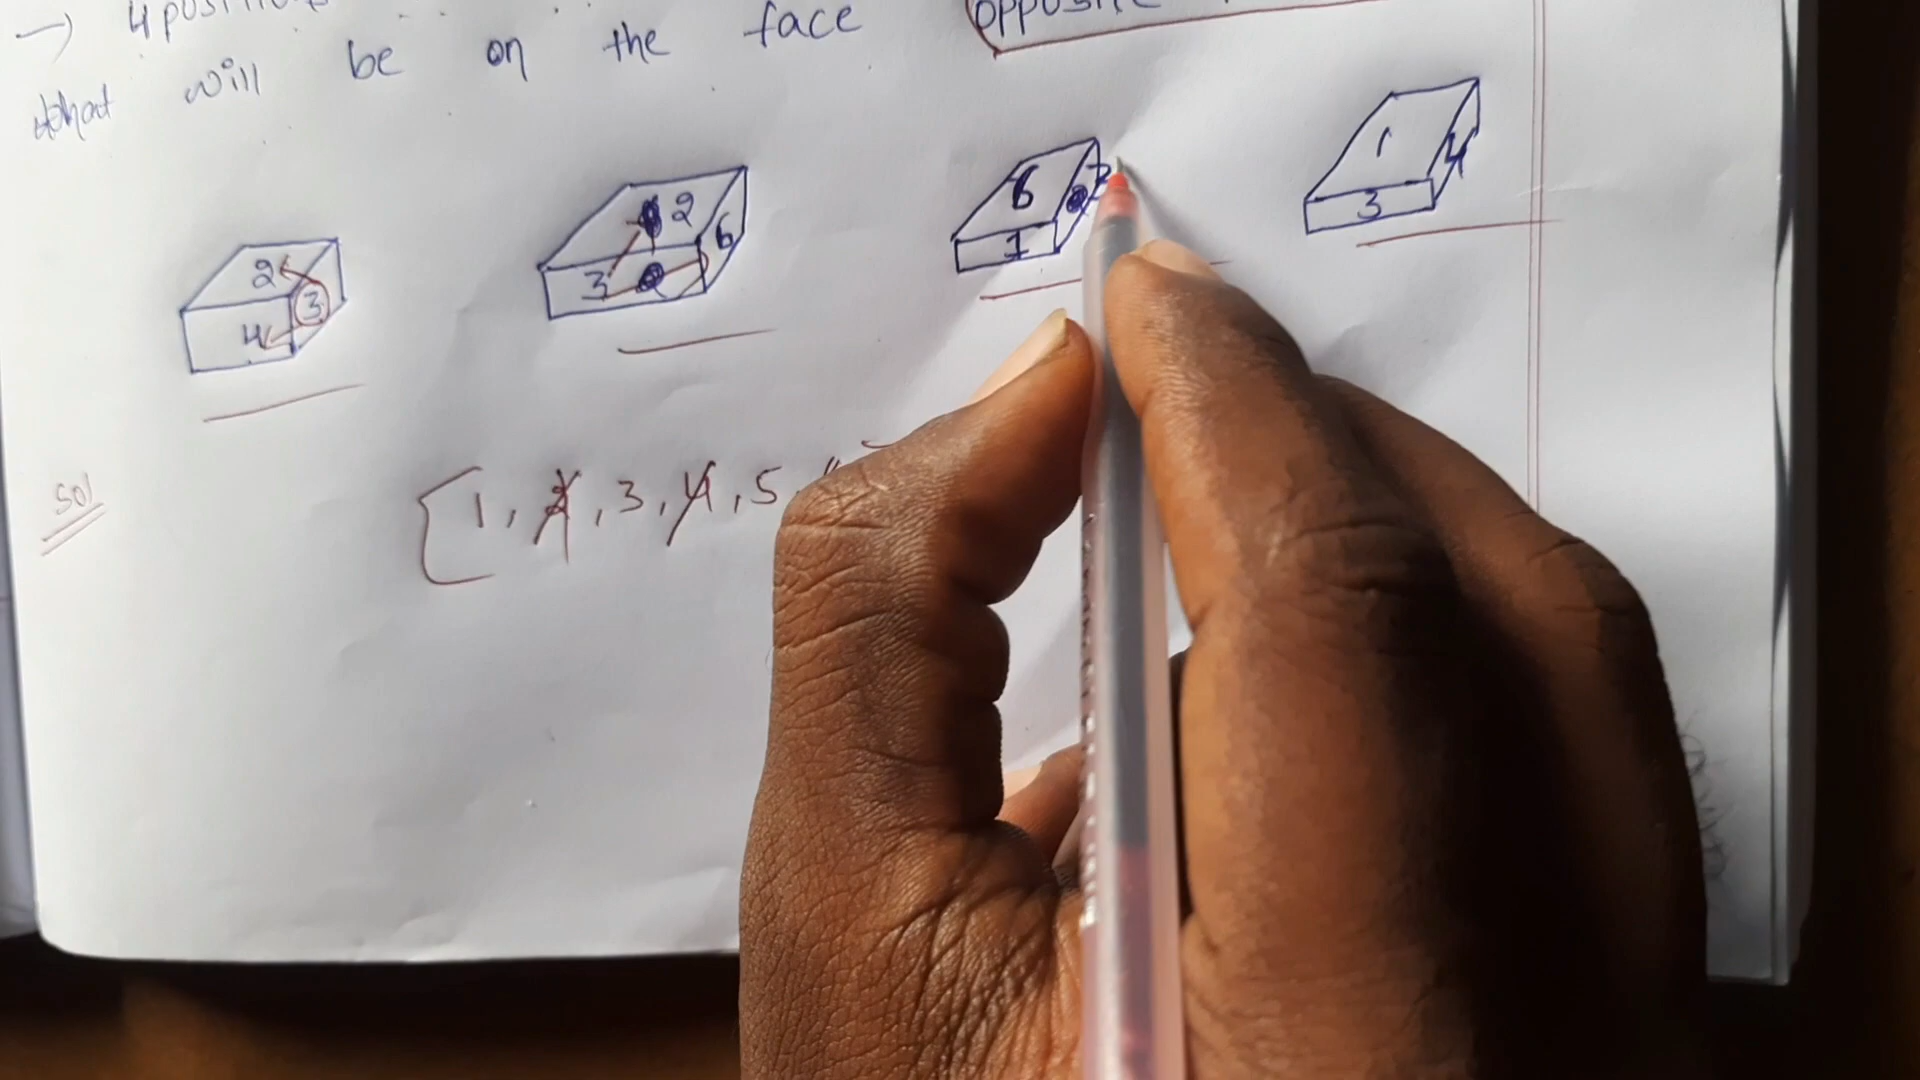 → 4
What will be on the face opposite
2 3 4
2 3 6
6 1
1 3 4
Sol
[1, 2, 3, 4, 5,